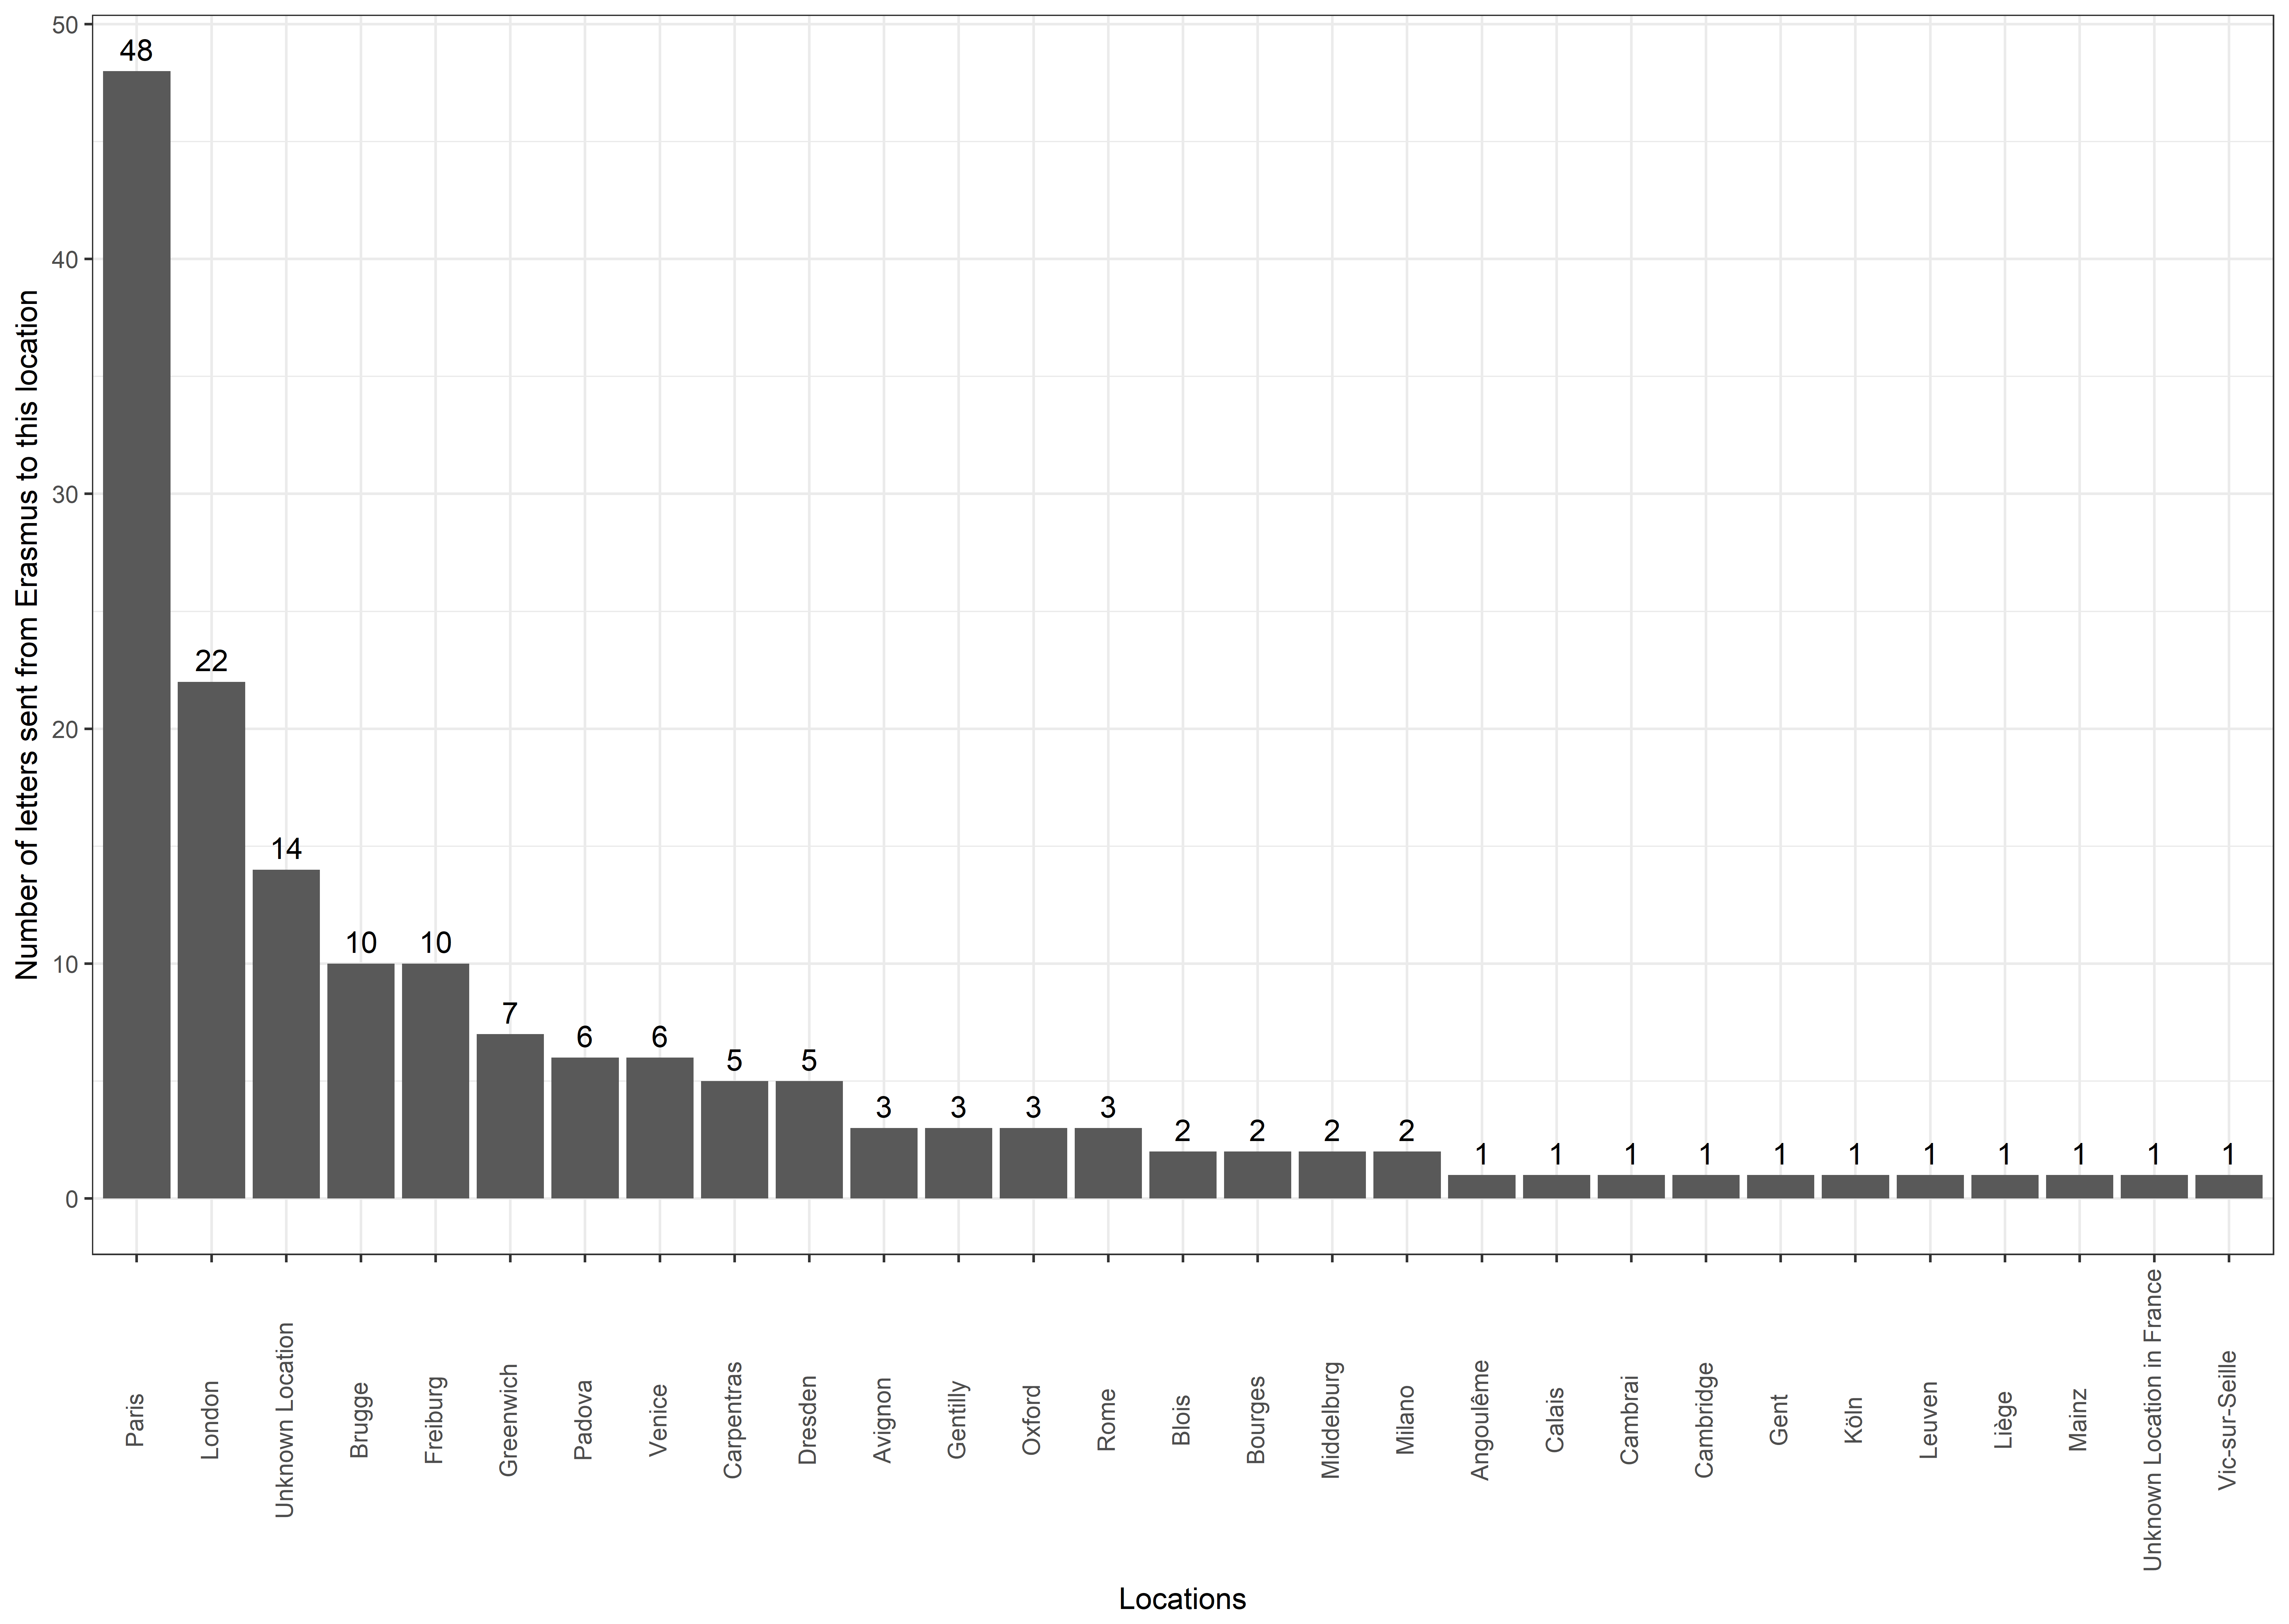 Number of letters sent from Erasmus to this location
50
40
30
20
10
0
48
22
14
10
10
7
6
6
5
5
3
3
3
3
2
2
2
2
1
1
1
1
1
1
1
1
1
1
1
Paris
London
Unknown Location
Brugge
Freiburg
Greenwich
Padova
Venice
Carpentras
Dresden
Avignon
Gentilly
Oxford
Rome
Blois
Bourges
Middelburg
Milano
Angoulême
Calais
Cambrai
Cambridge
Gent
Köln
Leuven
Liège
Mainz
Unknown Location in France
Vic-sur-Seille
Locations